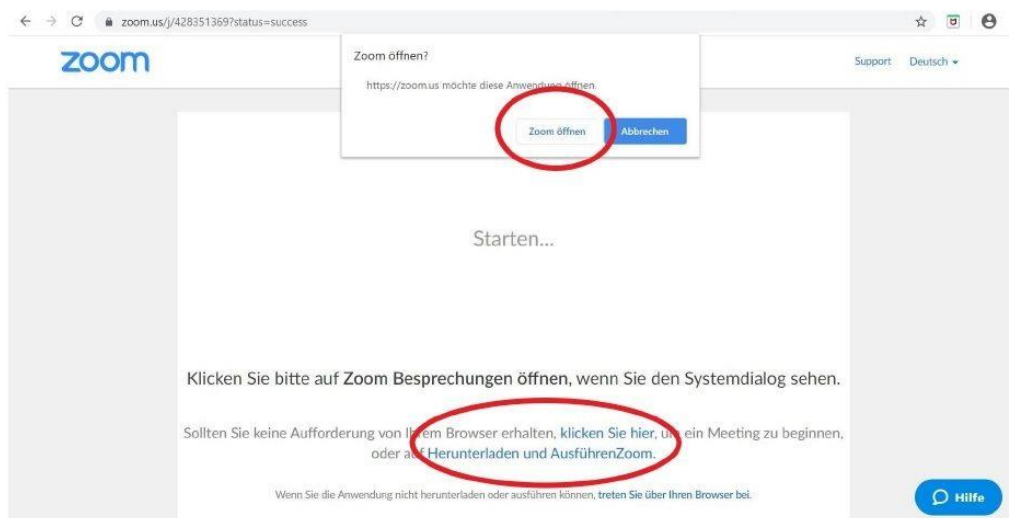 zoom.us/j/428351369?status=success
zoom
Zoom öffnen?
https://zoom.us möchte diese Anwendung öffnen.
Zoom öffnen
Abbrechen
Support
Deutsch
Starten...
Klicken Sie bitte auf Zoom Besprechungen öffnen, wenn Sie den Systemdialog sehen.
Sollten Sie keine Aufforderung von Ihrem Browser erhalten, klicken Sie hier, um ein Meeting zu beginnen,
oder auf Herunterladen und AusführenZoom.
Wenn Sie die Anwendung nicht herunterladen oder ausführen können, treten Sie über Ihren Browser bei.
Hilfe